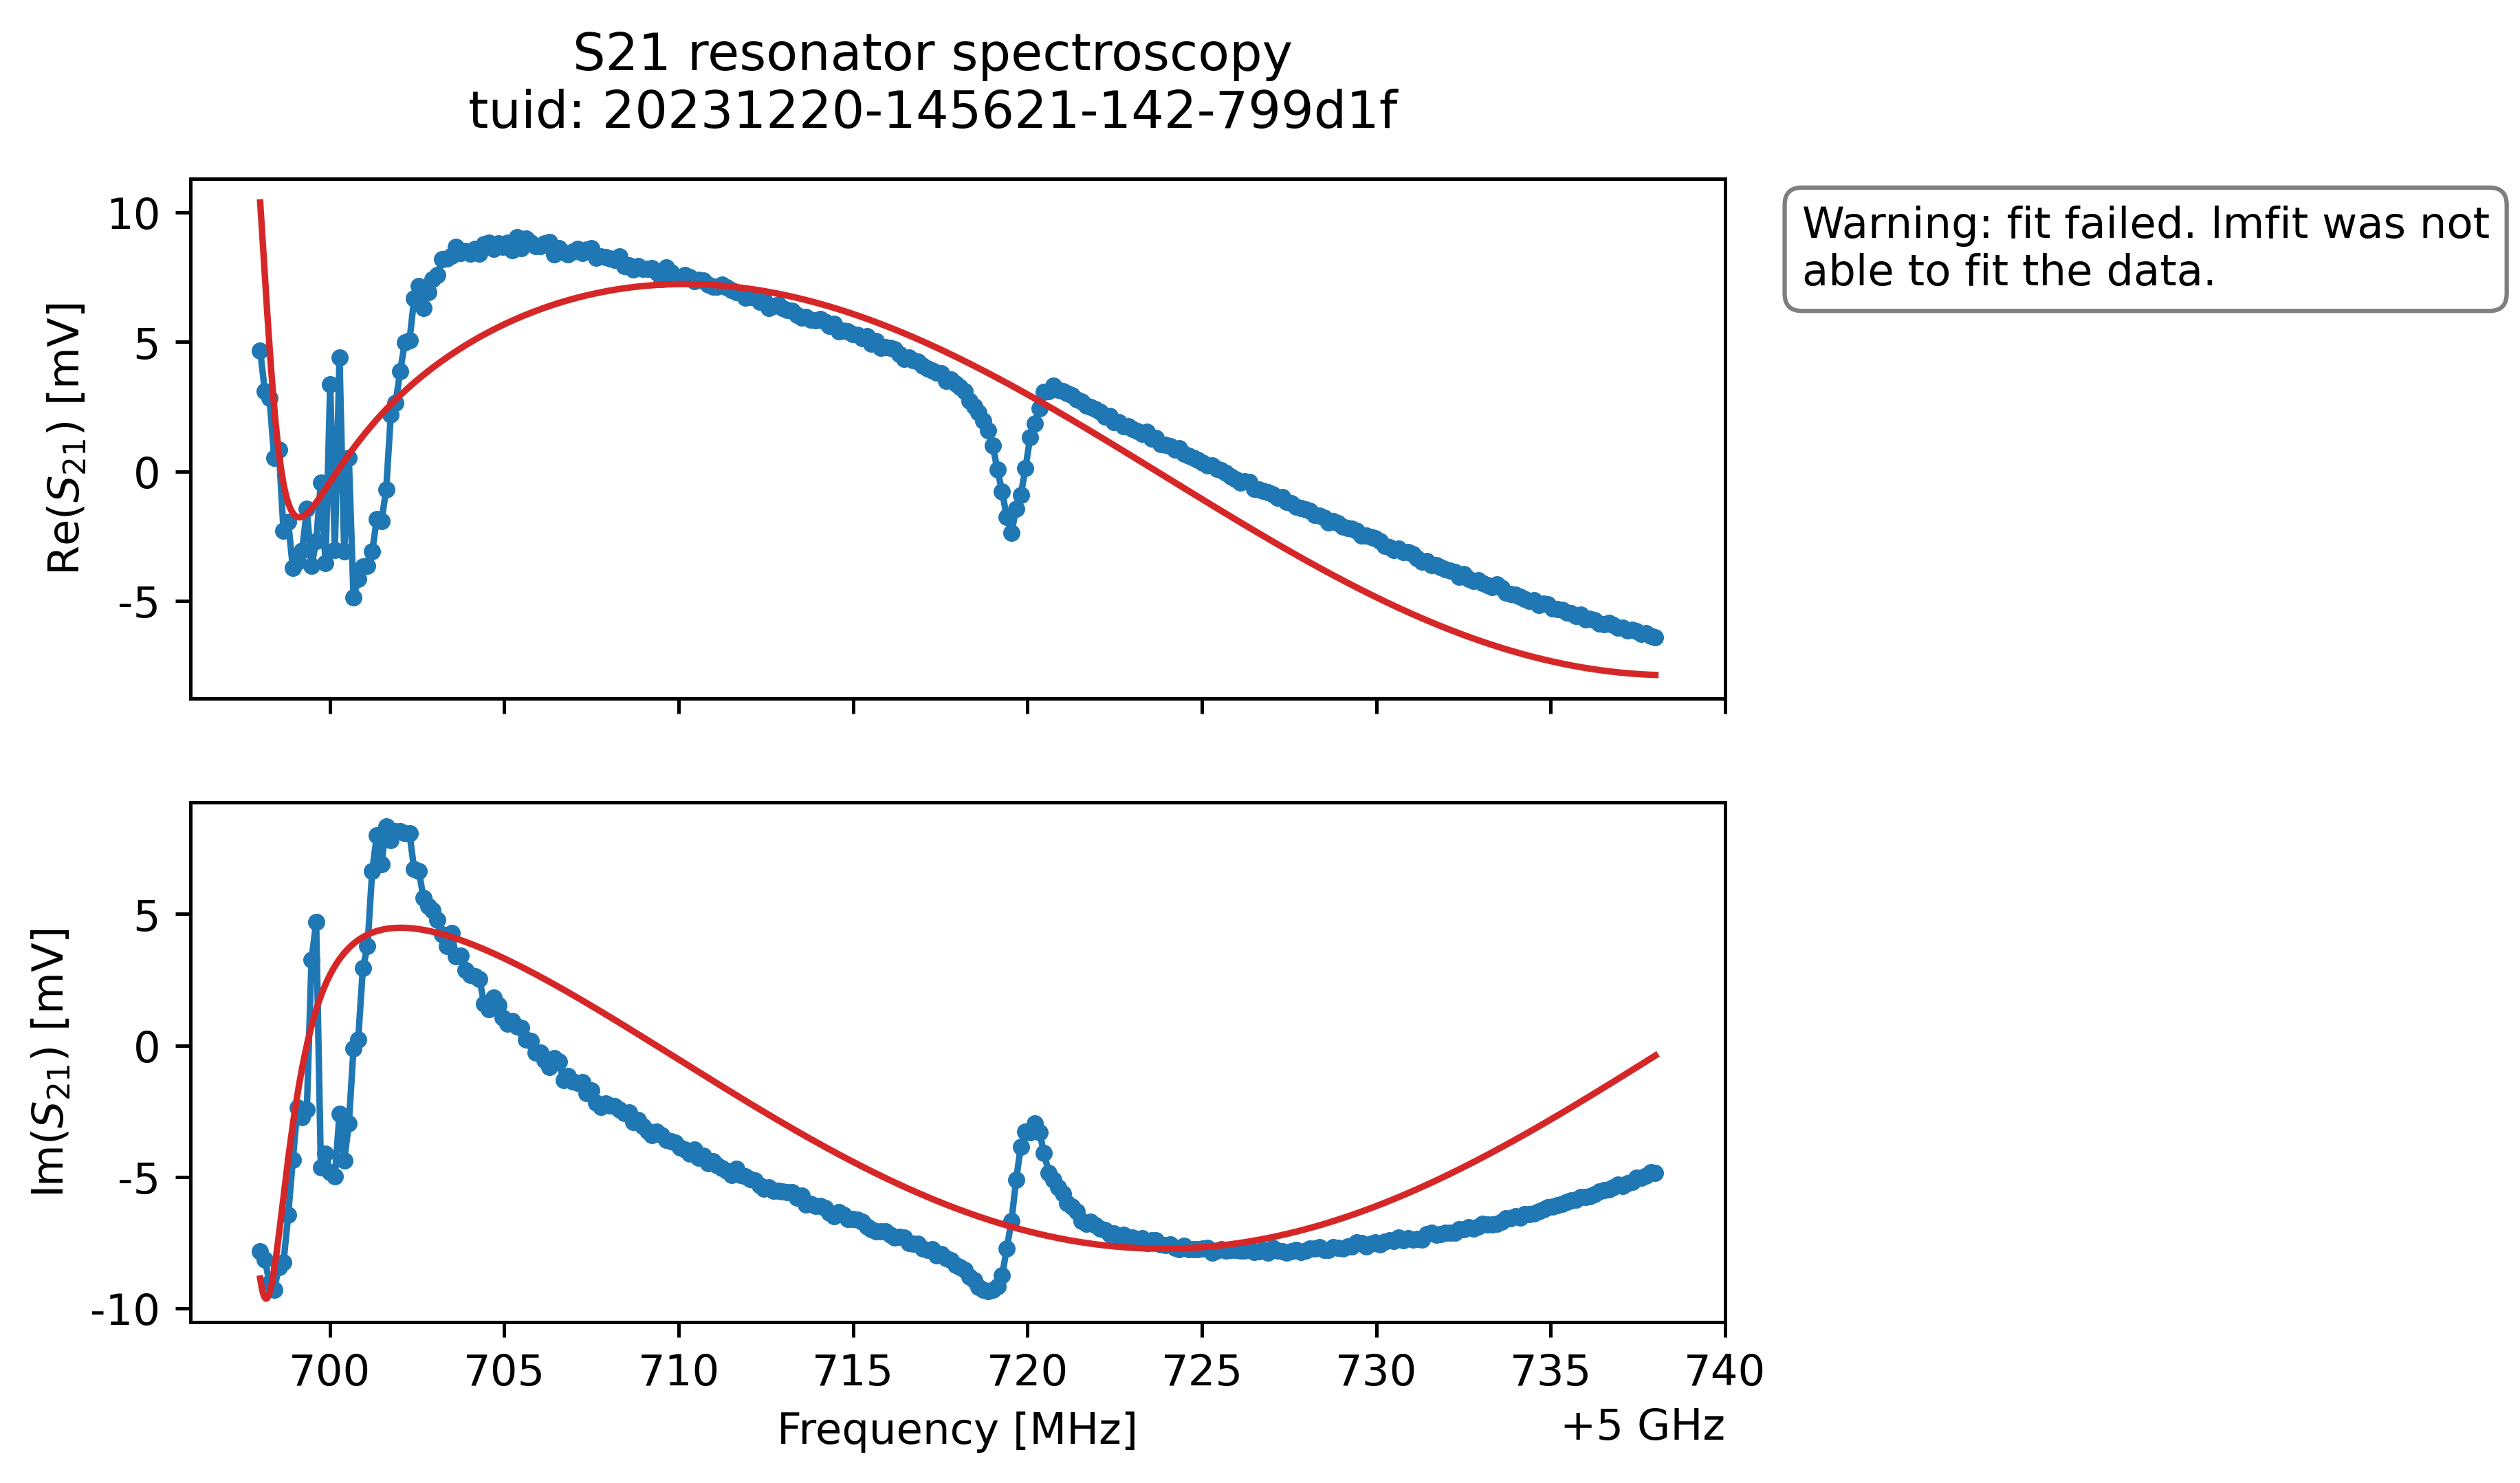 S21 resonator spectroscopy
tuid: 20231220-145621-142-799d1f
Warning: fit failed. lmfit was not
able to fit the data.
Re(S₂₁) [mV]
10
5
0
-5
Im(S₂₁) [mV]
5
0
-5
-10
700 705 710 715 720 725 730 735 740
Frequency [MHz]
+5 GHz